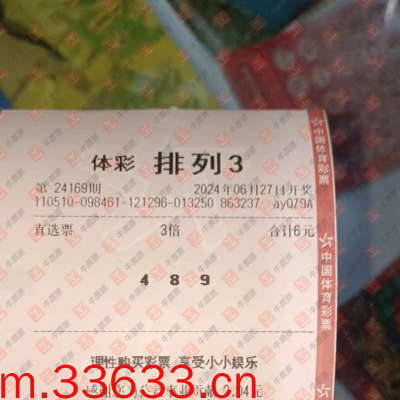 体彩 排列3
第 24169期 2024年06月27日开奖
110510-098461-121296-013250 863237 ayQZ9A
直选票 3倍 合计6元
4 8 9
理性购买彩票 享受小小娱乐
m.33633.com.cn
中国体育彩票
中国体育彩票